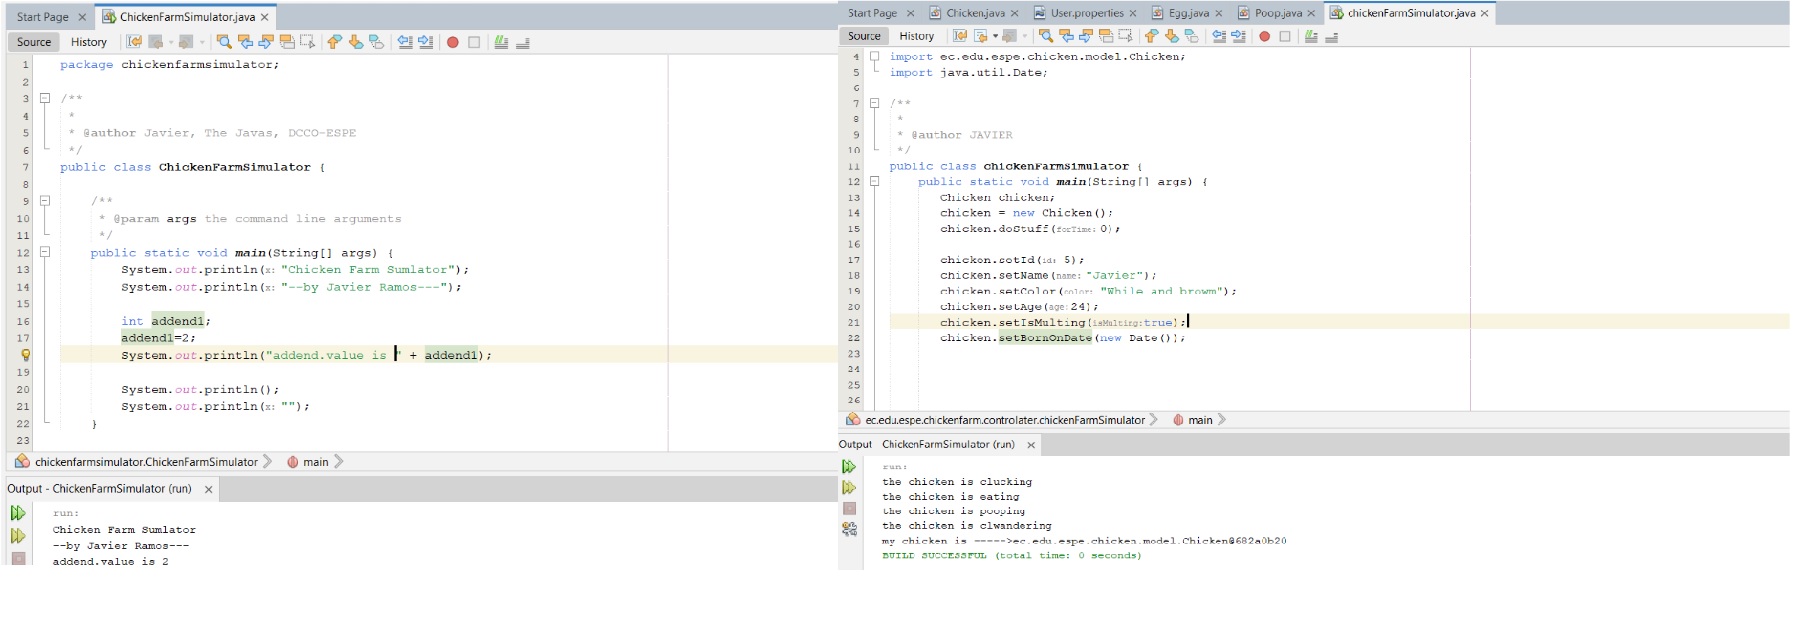 Start Page ChickenFarmSimulator.java
Source History
1 package chickenfarmsimulator;
2
3 /**
4 *
5 * @author Javier, The Javas, DCCO-ESPE
6 */
7 public class ChickenFarmSimulator {
8
9 /**
10 * @param args the command line arguments
11 */
12 public static void main(String[] args) {
13 System.out.println(x: "Chicken Farm Sumlator");
14 System.out.println(x: "--by Javier Ramos---");
15
16 int addend1;
17 addend1=2;
System.out.println("addend.value is " + addend1);
19
20 System.out.println();
21 System.out.println(x: "");
22 }
23
chickenfarmsimulator.ChickenFarmSimulator main
Output - ChickenFarmSimulator (run)
run:
Chicken Farm Sumlator
--by Javier Ramos---
addend.value is 2
Start Page Chicken.java User.properties Egg.java Poop.java chickenFarmSimulator.java
Source History
4 import ec.edu.espe.chicken.model.Chicken;
5 import java.util.Date;
6
7 /**
8 *
9 * @author JAVIER
10 */
11 public class chickenFarmSimulator {
12 public static void main(String[] args) {
13 Chicken chicken;
14 chicken = new Chicken();
15 chicken.doStuff(forTime: 0);
16
17 chicken.setId(id: 5);
18 chicken.setName(name: "Javier");
19 chicken.setColor(color: "While and browm");
20 chicken.setAge(age: 24);
21 chicken.setIsMulting(isMulting: true);
22 chicken.setBornOnDate(new Date());
23
24
25
26
ec.edu.espe.chickenfarm.controlater.chickenFarmSimulator main
Output ChickenFarmSimulator (run)
run:
the chicken is clucking
the chicken is eating
the chicken is pooping
the chicken is clwandering
my chicken is ----->ec.edu.espe.chicken.model.Chicken@682a0b20
BUILD SUCCESSFUL (total time: 0 seconds)